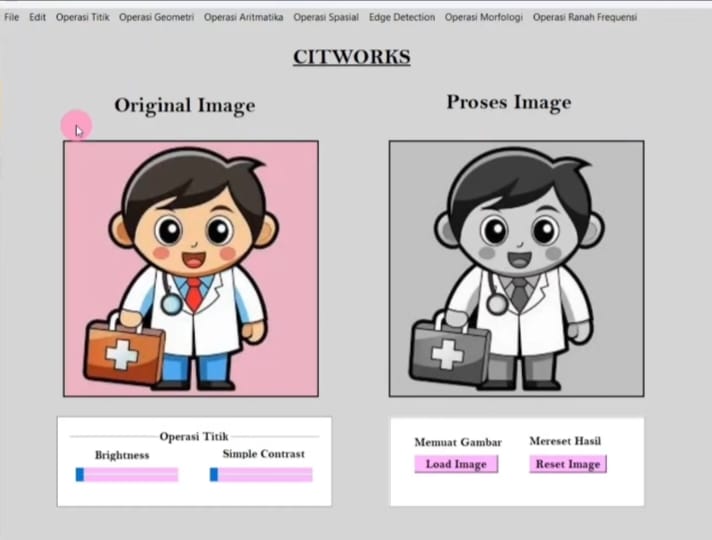 File Edit Operasi Titik Operasi Geometri Operasi Aritmatika Operasi Spasial Edge Detection Operasi Morfologi Operasi Ranah Frequensi
CITWORKS
Original Image
Proses Image
Operasi Titik
Brightness
Simple Contrast
Memuat Gambar
Mereset Hasil
Load Image
Reset Image